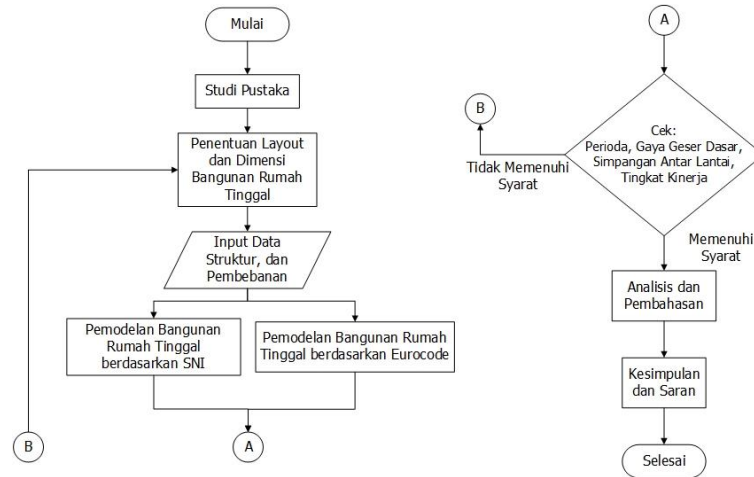 Mulai
Studi Pustaka
Penentuan Layout
dan Dimensi
Bangunan Rumah
Tinggal
Input Data
Struktur, dan
Pembebanan
Pemodelan Bangunan
Rumah Tinggal
berdasarkan SNI
Pemodelan Bangunan Rumah
Tinggal berdasarkan Eurocode
B
A
A
Cek:
Perioda, Gaya Geser Dasar,
Simpangan Antar Lantai,
Tingkat Kinerja
B
Tidak Memenuhi
Syarat
Memenuhi
Syarat
Analisis dan
Pembahasan
Kesimpulan
dan Saran
Selesai